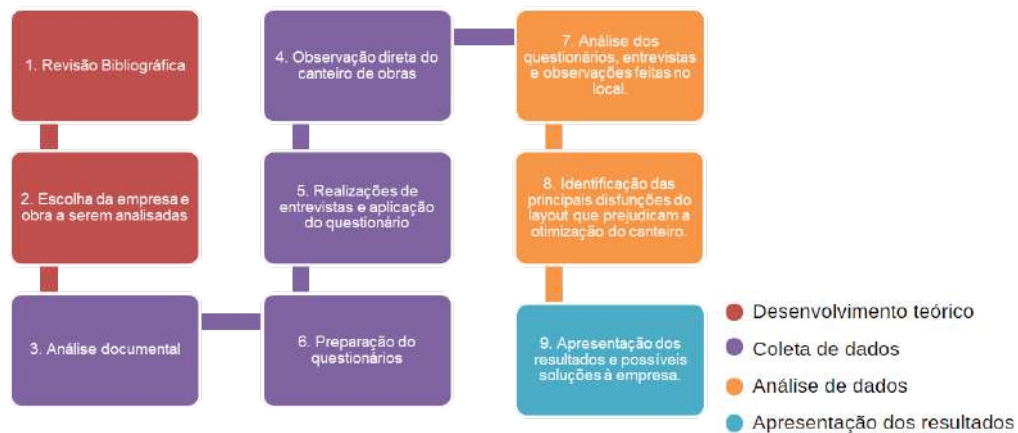 1. Revisão Bibliográfica
2. Escolha da empresa e
obra a serem analisadas
3. Análise documental
4. Observação direta do
canteiro de obras
5. Realizações de
entrevistas e aplicação
do questionário
6. Preparação do
questionários
7. Análise dos
questionários, entrevistas
e observações feitas no
local.
8. Identificação das
principais disfunções do
layout que prejudicam a
otimização do canteiro.
9. Apresentação dos
resultados e possíveis
soluções à empresa.
Desenvolvimento teórico
Coleta de dados
Análise de dados
Apresentação dos resultados